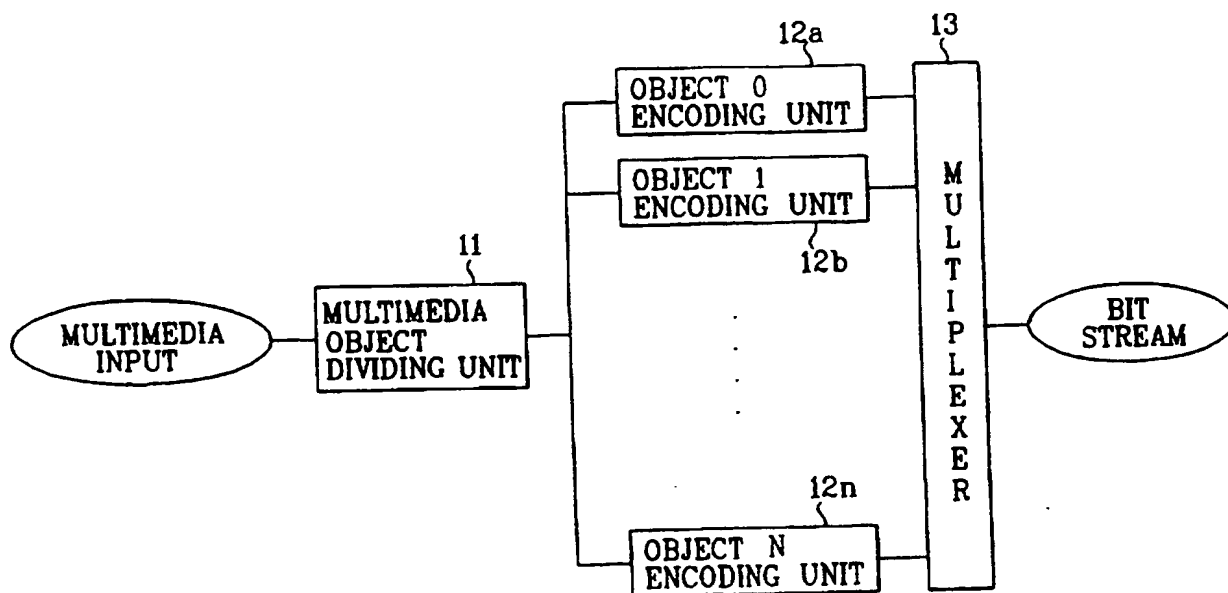 12a
13
OBJECT 0
ENCODING UNIT
OBJECT 1
ENCODING UNIT
12b
11
MULTIMEDIA
INPUT
MULTIMEDIA
OBJECT
DIVIDING UNIT
MULTIPLEXER
BIT
STREAM
12n
OBJECT N
ENCODING UNIT